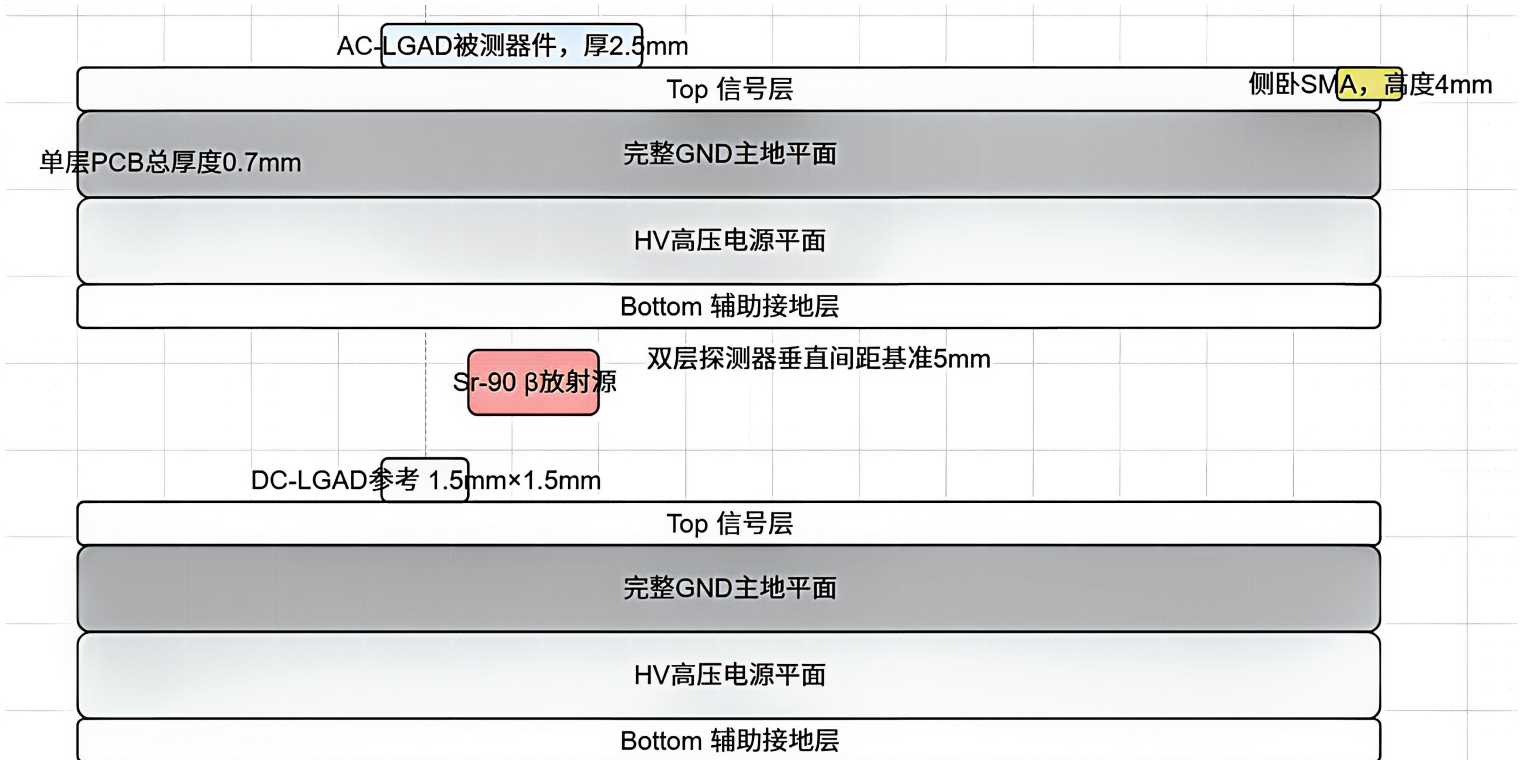 AC-LGAD被测器件，厚2.5mm
Top 信号层
侧卧SMA，高度4mm
完整GND主地平面
单层PCB总厚度0.7mm
HV高压电源平面
Bottom 辅助接地层
双层探测器垂直间距基准5mm
Sr-90 β放射源
DC-LGAD参考 1.5mm×1.5mm
Top 信号层
完整GND主地平面
HV高压电源平面
Bottom 辅助接地层